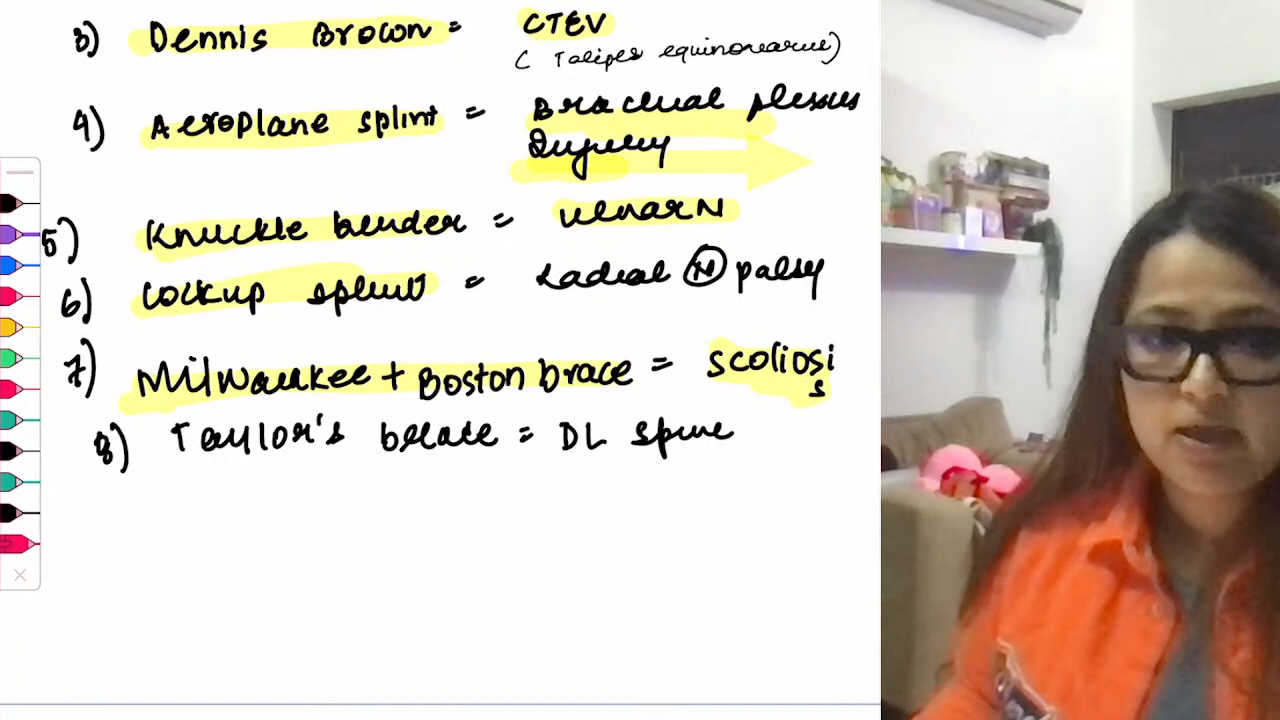 3) Dennis Brown = CTEV
( Talipes equinovarus)
4) Aeroplane splint = Brachial plexus
Injury
5) Knuckle bender = ulnar N
6) Cockup splint = radial N palsy
7) Milwaukee + Boston brace = scoliosi
s
8) Taylor's brace = DL spine